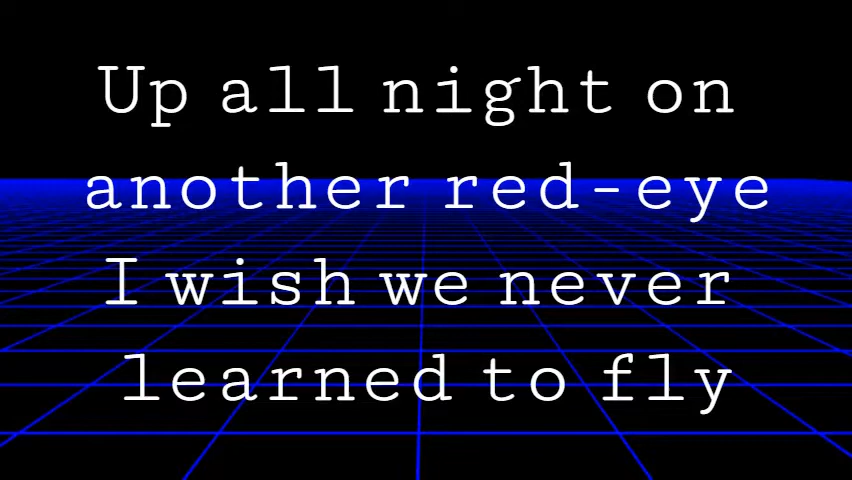 Up all night on
another red-eye
I wish we never
learned to fly